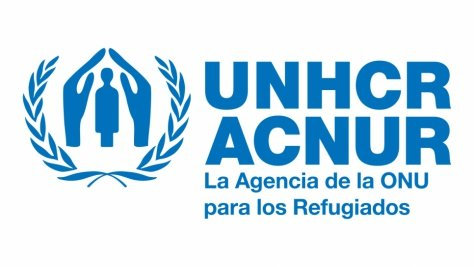 UNHCR
ACNUR
La Agencia de la ONU
para los Refugiados